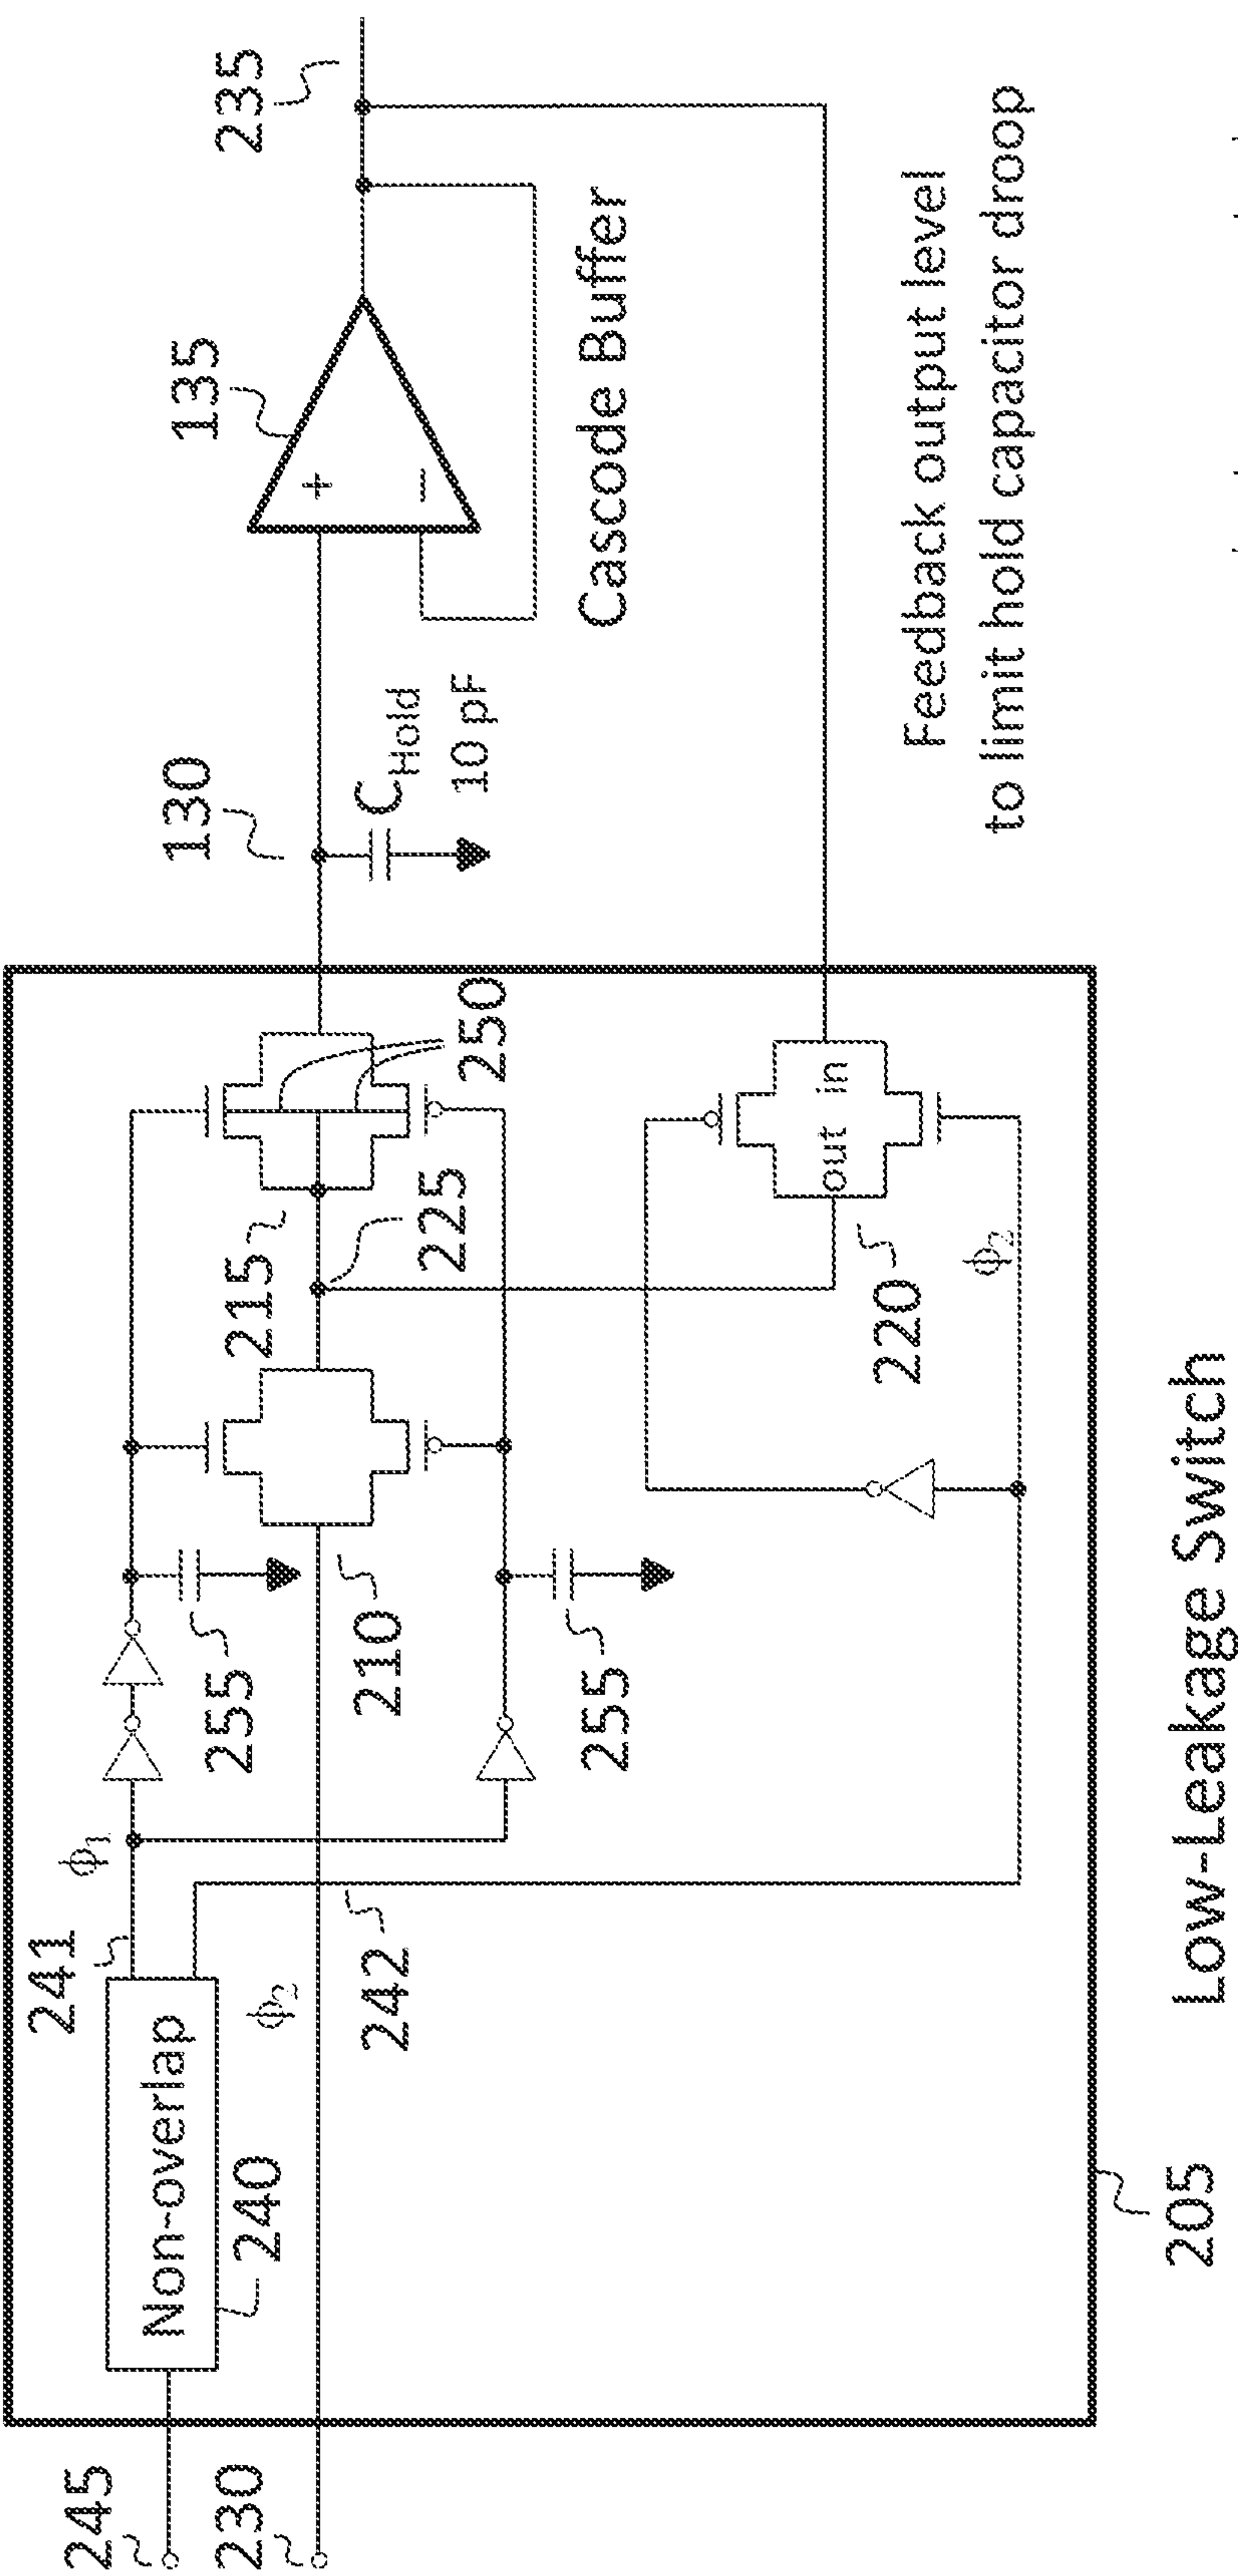 245
230
Non-overlap
240
241
ϕ1
ϕ2
242
255
255
210
215
225
250
220
ϕ2
out in
130
CHold
10 pF
135
+
−
Cascode Buffer
235
Feedback output level
to limit hold capacitor droop
Low-Leakage Switch
205